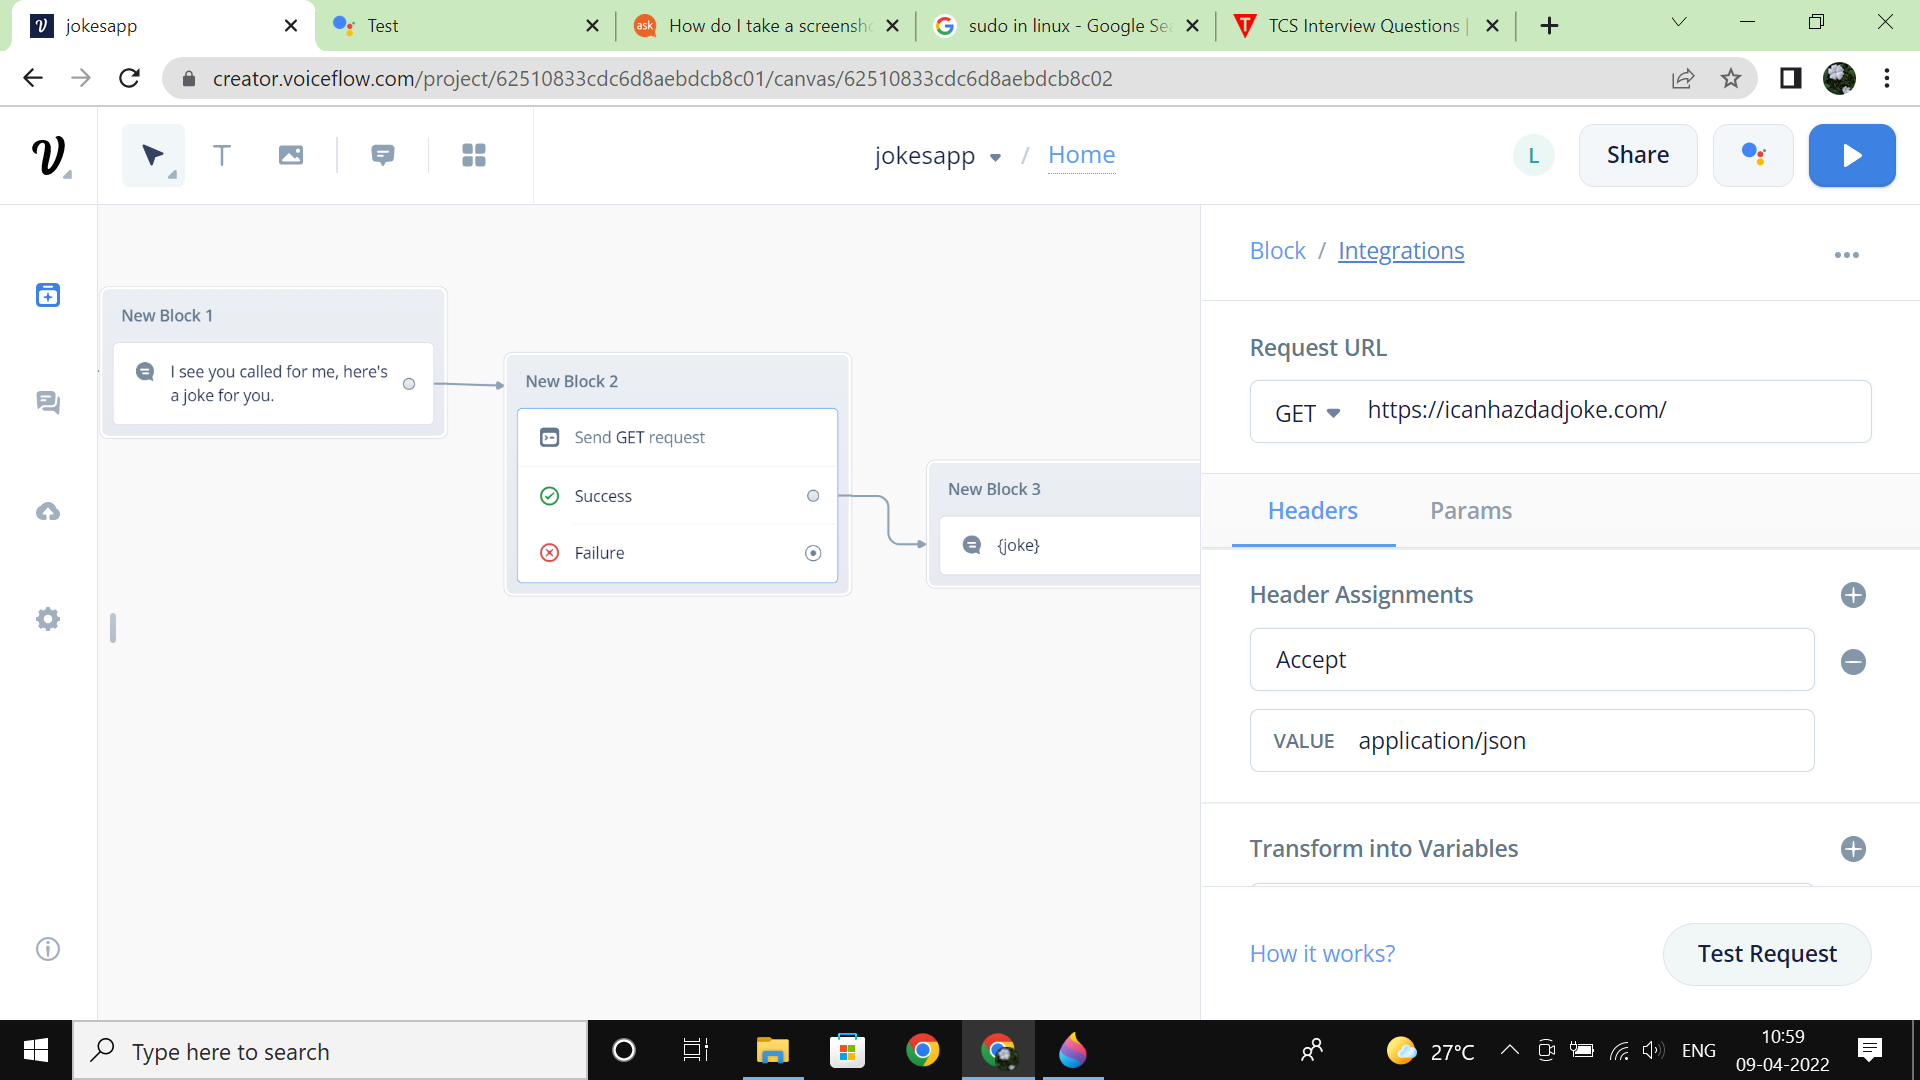 jokesapp
Test
How do I take a screensho
sudo in linux - Google Sea
TCS Interview Questions |
creator.voiceflow.com/project/62510833cdc6d8aebdcb8c01/canvas/62510833cdc6d8aebdcb8c02
jokesapp / Home
L
Share
Block / Integrations
New Block 1
I see you called for me, here's
a joke for you.
New Block 2
Send GET request
Success
Failure
New Block 3
{joke}
Request URL
GET https://icanhazdadjoke.com/
Headers Params
Header Assignments
Accept
VALUE application/json
Transform into Variables
How it works?
Test Request
Type here to search
27°C
ENG
10:59
09-04-2022